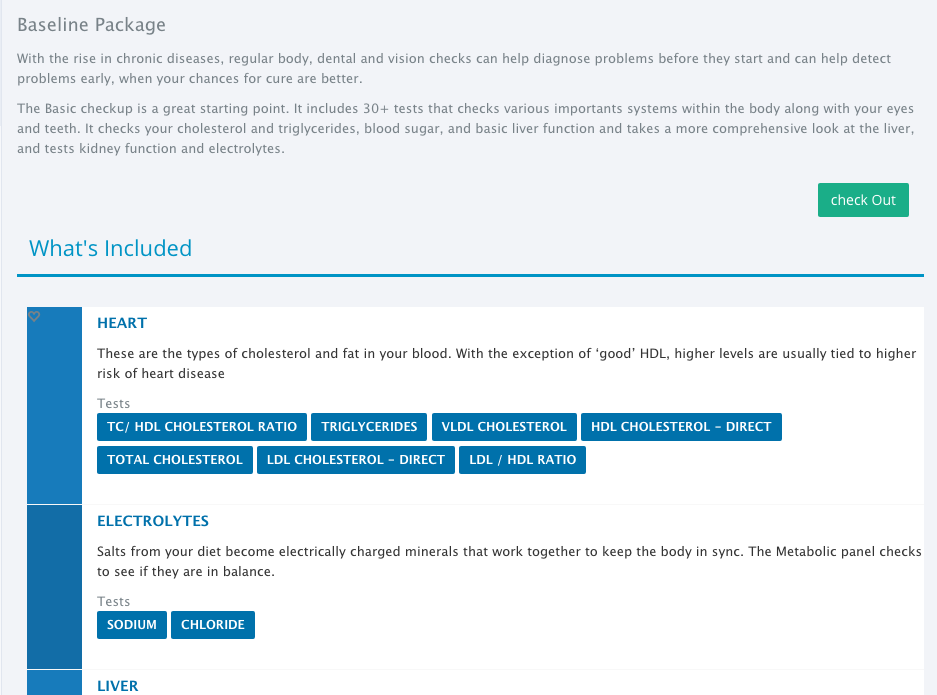 Baseline Package
With the rise in chronic diseases, regular body, dental and vision checks can help diagnose problems before they start and can help detect
problems early, when your chances for cure are better.
The Basic checkup is a great starting point. It includes 30+ tests that checks various importants systems within the body along with your eyes
and teeth. It checks your cholesterol and triglycerides, blood sugar, and basic liver function and takes a more comprehensive look at the liver,
and tests kidney function and electrolytes.
check Out
What's Included
HEART
These are the types of cholesterol and fat in your blood. With the exception of ‘good’ HDL, higher levels are usually tied to higher
risk of heart disease
Tests
TC/ HDL CHOLESTEROL RATIO TRIGLYCERIDES VLDL CHOLESTEROL HDL CHOLESTEROL – DIRECT
TOTAL CHOLESTEROL LDL CHOLESTEROL – DIRECT LDL / HDL RATIO
ELECTROLYTES
Salts from your diet become electrically charged minerals that work together to keep the body in sync. The Metabolic panel checks
to see if they are in balance.
Tests
SODIUM CHLORIDE
LIVER